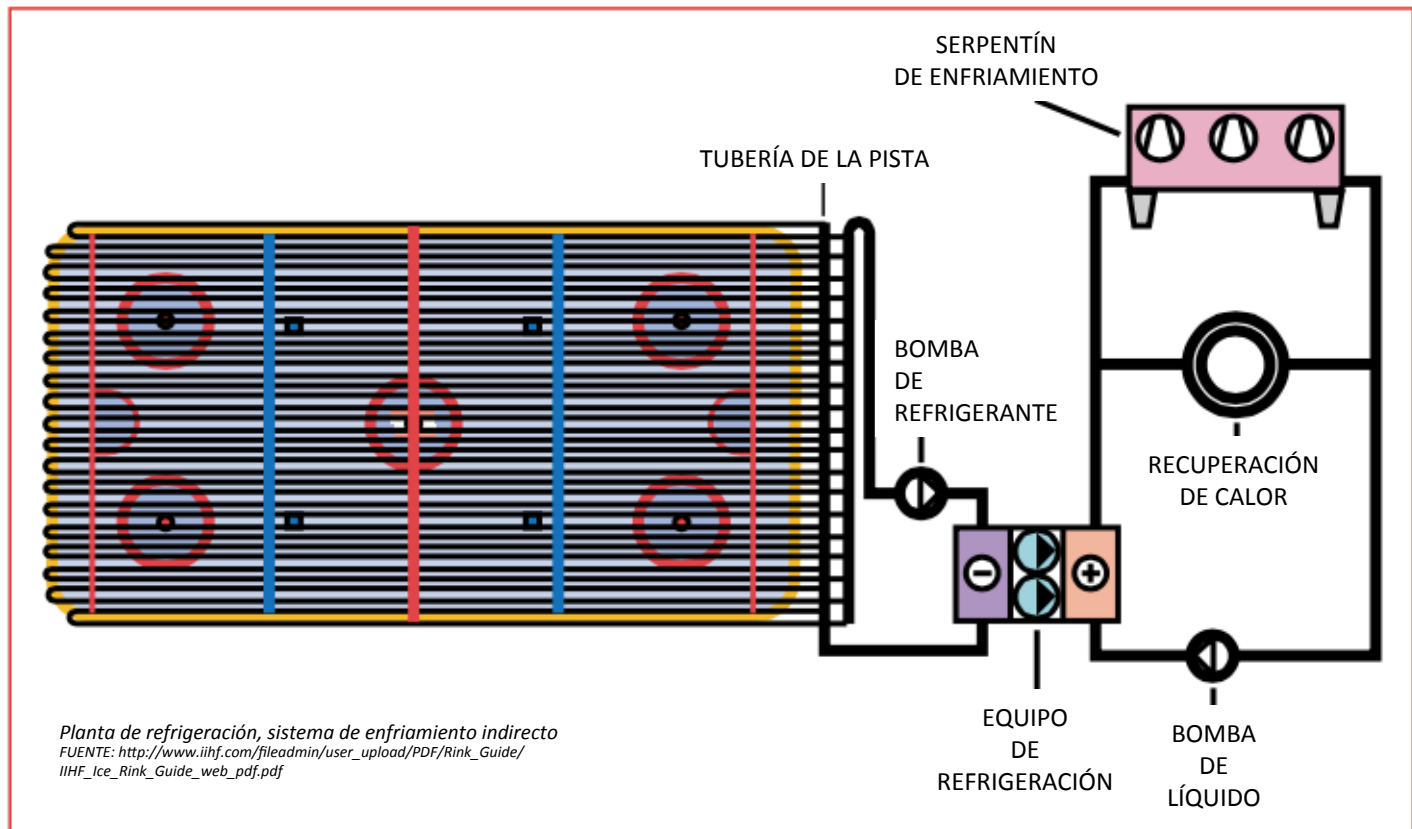 SERPENTÍN
DE ENFRIAMIENTO
TUBERÍA DE LA PISTA
BOMBA
DE
REFRIGERANTE
RECUPERACIÓN
DE CALOR
EQUIPO
DE
REFRIGERACIÓN
BOMBA
DE
LÍQUIDO
Planta de refrigeración, sistema de enfriamiento indirecto
FUENTE: http://www.iihf.com/fileadmin/user_upload/PDF/Rink_Guide/
IIHF_Ice_Rink_Guide_web_pdf.pdf